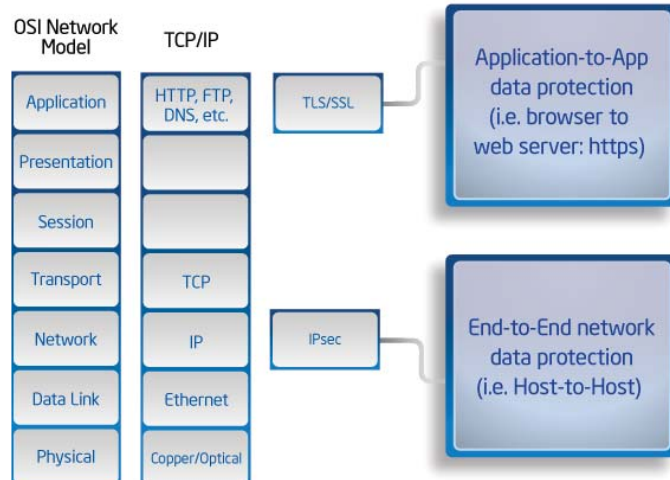 OSI Network
Model
TCP/IP
Application
Presentation
Session
Transport
Network
Data Link
Physical
HTTP, FTP,
DNS, etc.
TCP
IP
Ethernet
Copper/Optical
TLS/SSL
IPsec
Application-to-App
data protection
(i.e. browser to
web server: https)
End-to-End network
data protection
(i.e. Host-to-Host)